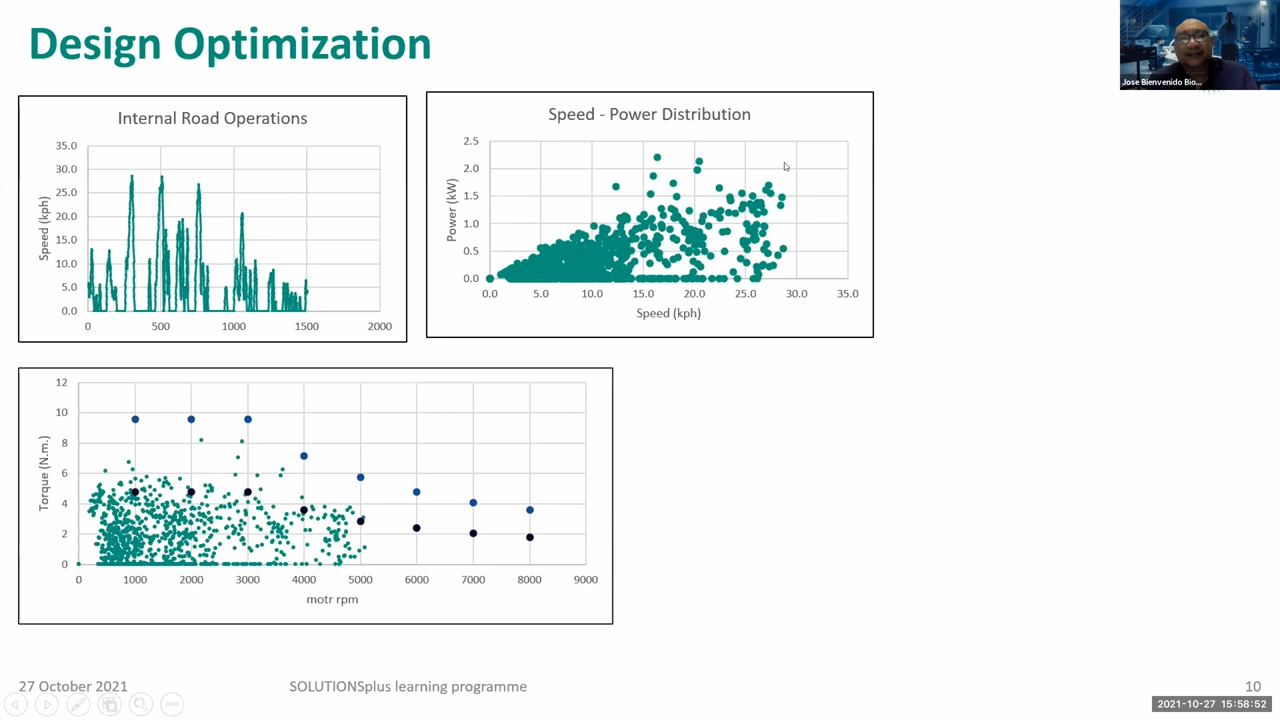 Design Optimization
Jose Bienvenido Bio...
Internal Road Operations
35.0
30.0
25.0
20.0
15.0
10.0
5.0
0.0
Speed (kph)
0 500 1000 1500 2000
Speed - Power Distribution
2.5
2.0
1.5
1.0
0.5
0.0
Power (kW)
0.0 5.0 10.0 15.0 20.0 25.0 30.0 35.0
Speed (kph)
12
10
8
6
4
2
0
Torque (N.m.)
0 1000 2000 3000 4000 5000 6000 7000 8000 9000
motr rpm
27 October 2021
SOLUTIONSplus learning programme
10
2021-10-27 15:58:52